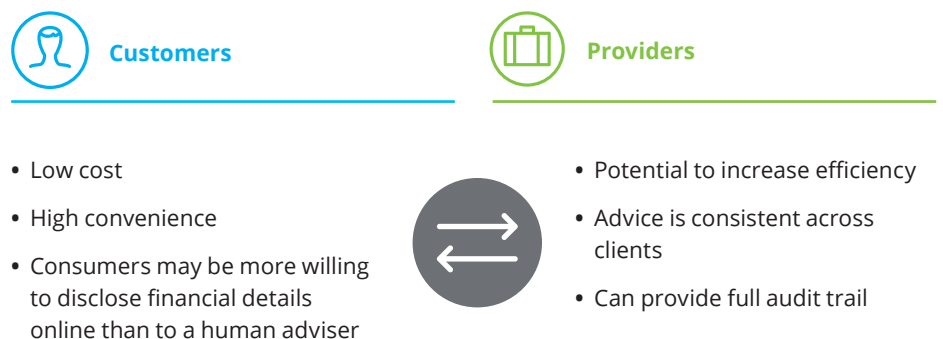 Customers
• Low cost
• High convenience
• Consumers may be more willing
to disclose financial details
online than to a human adviser
Providers
• Potential to increase efficiency
• Advice is consistent across
clients
• Can provide full audit trail